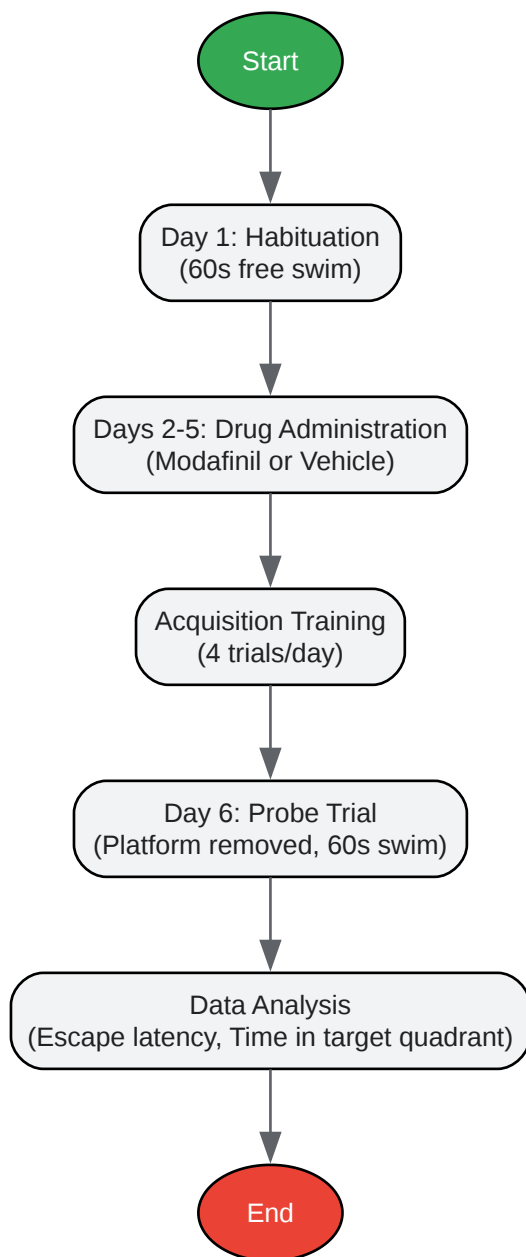 Start
Day 1: Habituation
(60s free swim)
Days 2-5: Drug Administration
(Modafinil or Vehicle)
Acquisition Training
(4 trials/day)
Day 6: Probe Trial
(Platform removed, 60s swim)
Data Analysis
(Escape latency, Time in target quadrant)
End